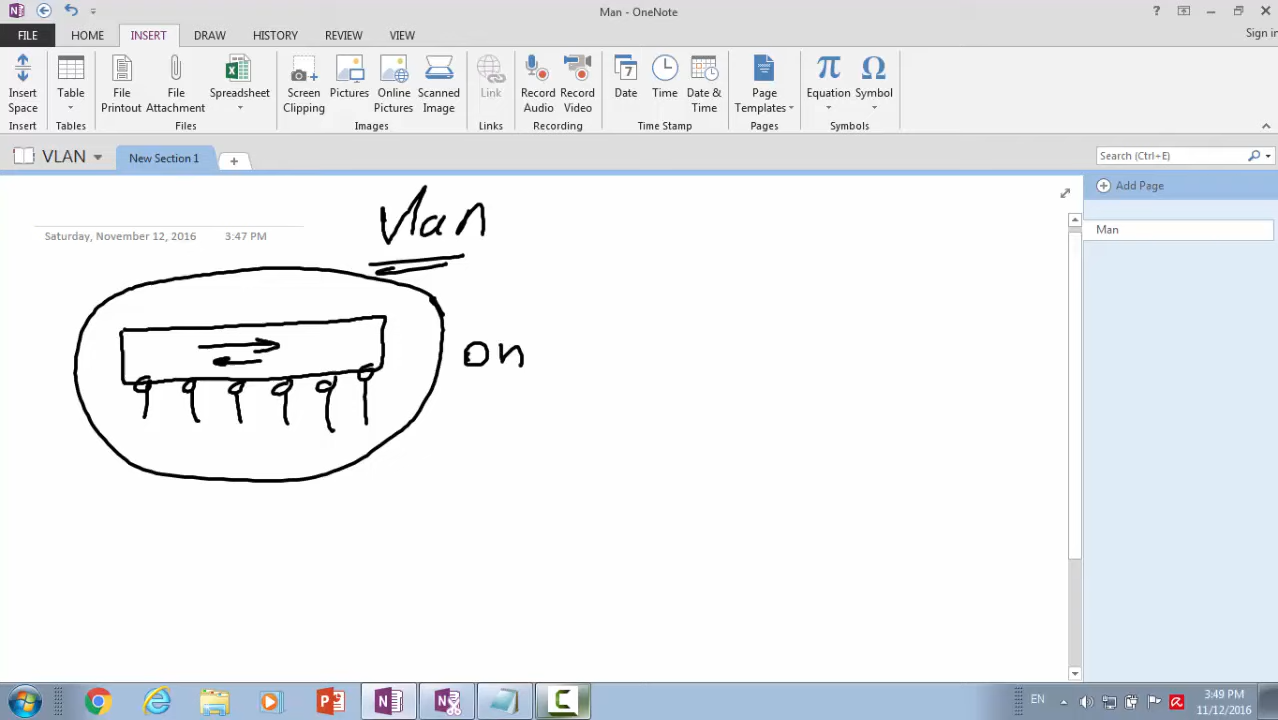 Man - OneNote
?
FILE HOME INSERT DRAW HISTORY REVIEW VIEW
Sign in
Insert Space
Table
File Printout
File Attachment
Spreadsheet
Screen Clipping
Pictures
Online Pictures
Scanned Image
Link
Record Audio
Record Video
Date
Time
Date & Time
Page Templates
Equation
π
Symbol
Ω
Insert Tables Files Images Links Recording Time Stamp Pages Symbols
VLAN New Section 1 +
Search (Ctrl+E)
Add Page
Man
Vlan
Saturday, November 12, 2016 3:47 PM
on
EN
3:49 PM
11/12/2016